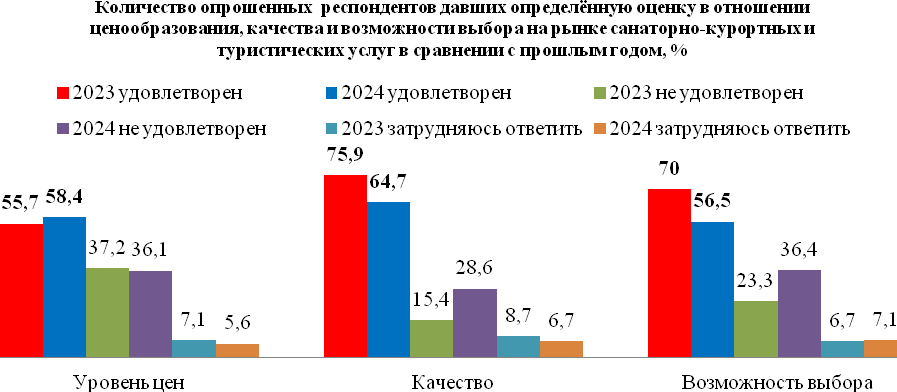 Количество опрошенных респондентов давших определённую оценку в отношении
ценообразования, качества и возможности выбора на рынке санаторно-курортных и
туристических услуг в сравнении с прошлым годом, %
2023 удовлетворен 2024 удовлетворен 2023 не удовлетворен
2024 не удовлетворен 2023 затрудняюсь ответить 2024 затрудняюсь ответить
55,7 58,4 37,2 36,1 7,1 5,6
75,9 64,7 15,4 28,6 8,7 6,7
70 56,5 23,3 36,4 6,7 7,1
Уровень цен Качество Возможность выбора